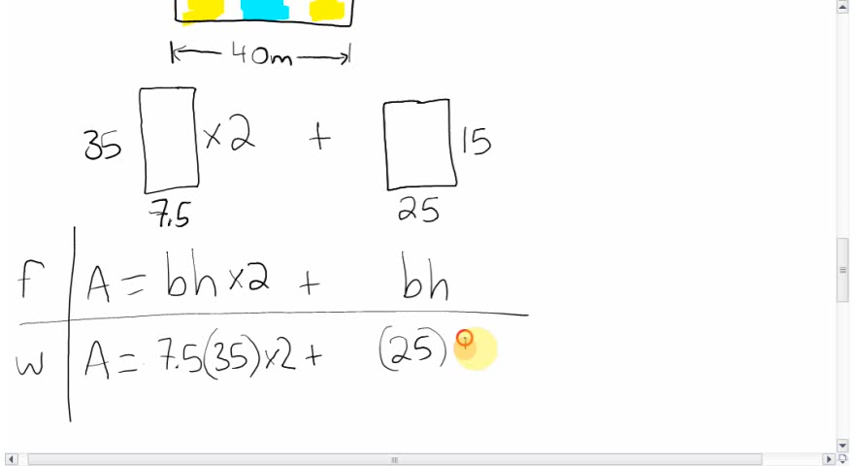 40m
35 ×2 + 15
7.5 25
f A = bh ×2 + bh
w A = 7.5(35)×2 + (25)